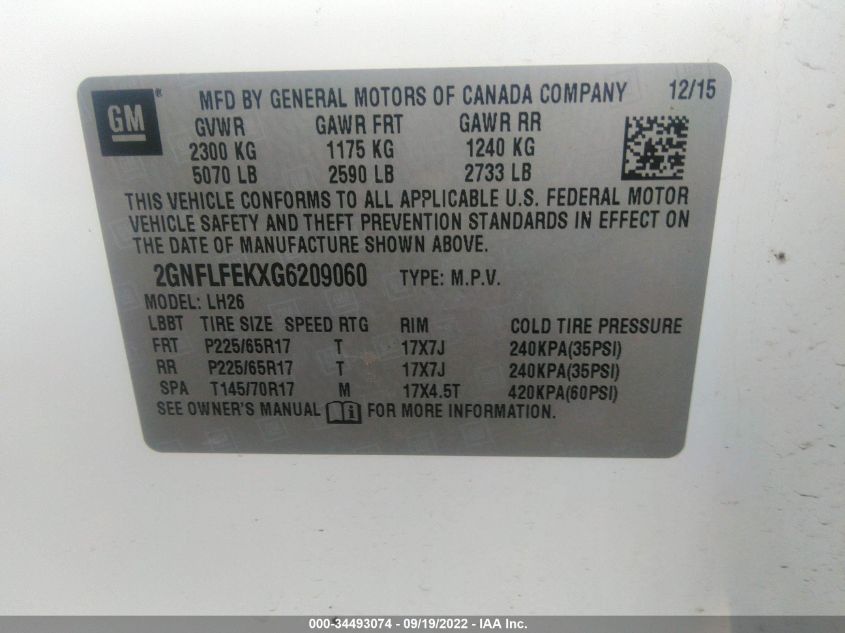 GM ® MFD BY GENERAL MOTORS OF CANADA COMPANY 12/15
GVWR GAWR FRT GAWR RR
2300 KG 1175 KG 1240 KG
5070 LB 2590 LB 2733 LB
THIS VEHICLE CONFORMS TO ALL APPLICABLE U.S. FEDERAL MOTOR
VEHICLE SAFETY AND THEFT PREVENTION STANDARDS IN EFFECT ON
THE DATE OF MANUFACTURE SHOWN ABOVE.
2GNFLFEKXG6209060 TYPE: M.P.V.
MODEL: LH26
LBBT TIRE SIZE SPEED RTG RIM COLD TIRE PRESSURE
FRT P225/65R17 T 17X7J 240KPA(35PSI)
RR P225/65R17 T 17X7J 240KPA(35PSI)
SPA T145/70R17 M 17X4.5T 420KPA(60PSI)
SEE OWNER'S MANUAL i FOR MORE INFORMATION.
000-34493074 - 09/19/2022 - IAA Inc.